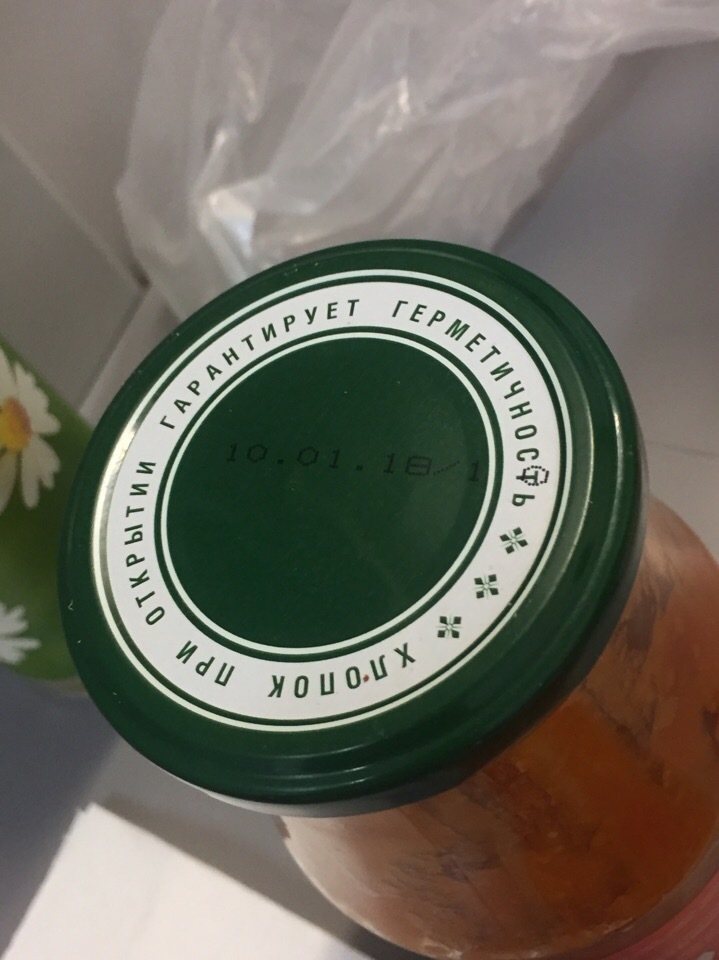 ХЛОПОК ПРИ ОТКРЫТИИ ГАРАНТИРУЕТ ГЕРМЕТИЧНОСТЬ
10.01.18/1